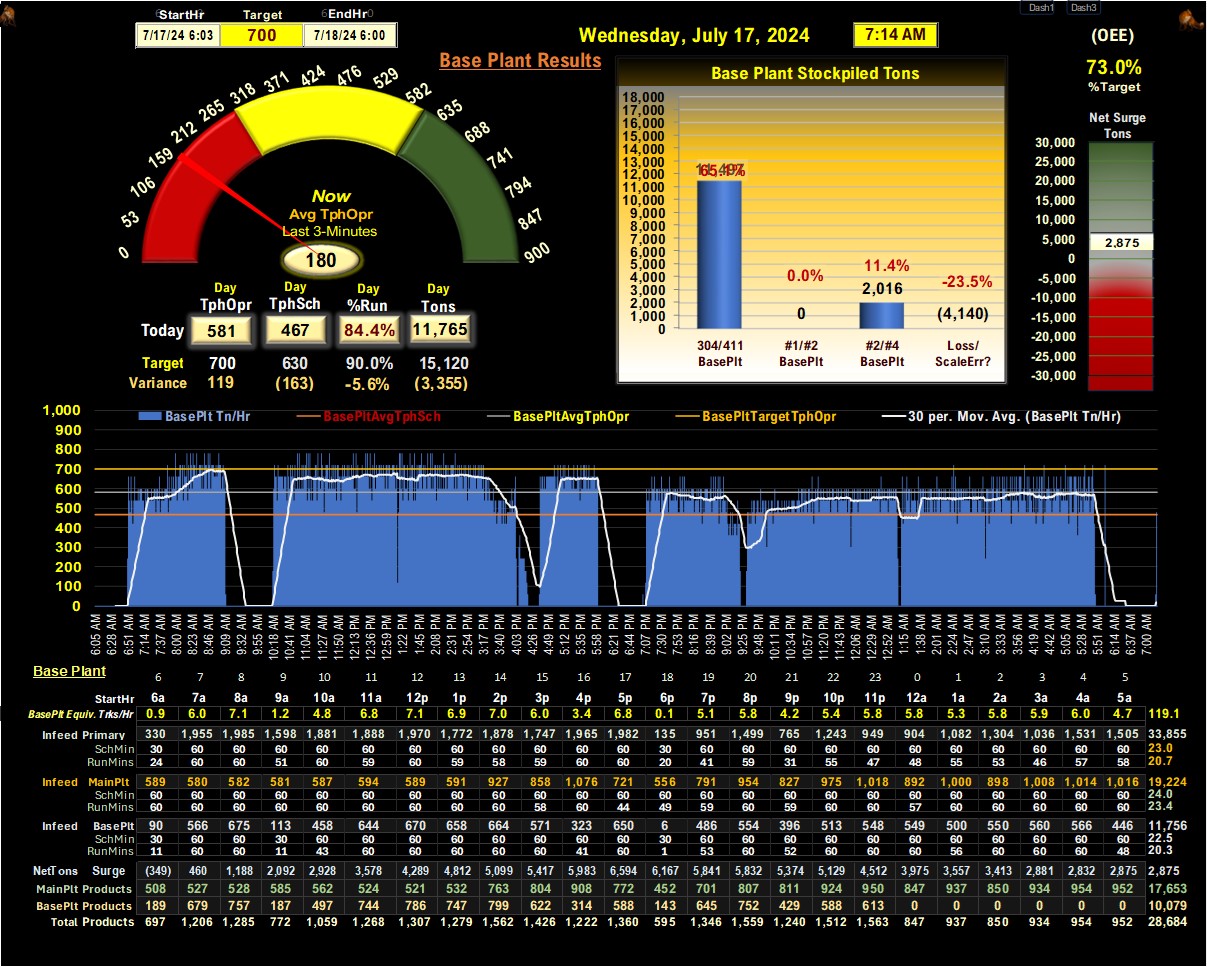 Dash1 Dash3
StartHr Target EndHr
7/17/24 6:03 700 7/18/24 6:00
Wednesday, July 17, 2024 7:14 AM
(OEE)
73.0%
%Target
Base Plant Results
0 53 106 159 212 265 318 371 424 476 529 582 635 688 741 794 847 900
Now
Avg TphOpr
Last 3-Minutes
180
Day Day Day Day
TphOpr TphSch %Run Tons
Today 581 467 84.4% 11,765
Target 700 630 90.0% 15,120
Variance 119 (163) -5.6% (3,355)
Base Plant Stockpiled Tons
18,000
17,000
16,000
15,000
14,000
13,000
12,000
11,000
10,000
9,000
8,000
7,000
6,000
5,000
4,000
3,000
2,000
1,000
0
65.1%
0.0%
0
11.4%
2,016
-23.5%
(4,140)
304/411 #1/#2 #2/#4 Loss/
BasePlt BasePlt BasePlt ScaleErr?
Net Surge
Tons
30,000
25,000
20,000
15,000
10,000
5,000
0
-5,000
-10,000
-15,000
-20,000
-25,000
-30,000
2,875
BasePlt Tn/Hr BasePltAvgTphSch BasePltAvgTphOpr BasePltTargetTphOpr 30 per. Mov. Avg. (BasePlt Tn/Hr)
1,000
900
800
700
600
500
400
300
200
100
0
6:05 AM 6:28 AM 6:51 AM 7:14 AM 7:37 AM 8:00 AM 8:23 AM 8:46 AM 9:09 AM 9:32 AM 9:55 AM 10:18 AM 10:41 AM 11:04 AM 11:27 AM 11:50 AM 12:13 PM 12:36 PM 12:59 PM 1:22 PM 1:45 PM 2:08 PM 2:31 PM 2:54 PM 3:17 PM 3:40 PM 4:03 PM 4:26 PM 4:49 PM 5:12 PM 5:35 PM 5:58 PM 6:21 PM 6:44 PM 7:07 PM 7:30 PM 7:53 PM 8:16 PM 8:39 PM 9:02 PM 9:25 PM 9:48 PM 10:11 PM 10:34 PM 10:57 PM 11:20 PM 11:43 PM 12:06 AM 12:29 AM 12:52 AM 1:15 AM 1:38 AM 2:01 AM 2:24 AM 2:47 AM 3:10 AM 3:33 AM 3:56 AM 4:19 AM 4:42 AM 5:05 AM 5:28 AM 5:51 AM 6:14 AM 6:37 AM 7:00 AM
Base Plant
6 7 8 9 10 11 12 13 14 15 16 17 18 19 20 21 22 23 0 1 2 3 4 5
StartHr 6a 7a 8a 9a 10a 11a 12p 1p 2p 3p 4p 5p 6p 7p 8p 9p 10p 11p 12a 1a 2a 3a 4a 5a
BasePlt Equiv. Trks/Hr 0.9 6.0 7.1 1.2 4.8 6.8 7.1 6.9 7.0 6.0 3.4 6.8 0.1 5.1 5.8 4.2 5.4 5.8 5.8 5.3 5.8 5.9 6.0 4.7 119.1
Infeed Primary 330 1,955 1,985 1,598 1,881 1,888 1,970 1,772 1,878 1,747 1,965 1,982 135 951 1,499 765 1,243 949 904 1,082 1,304 1,036 1,531 1,505 33,855
SchMin 30 60 60 60 60 60 60 60 60 60 60 60 30 60 60 60 60 60 60 60 60 60 60 60 23.0
RunMins 24 60 60 51 60 59 60 59 58 59 60 60 20 41 59 31 55 47 48 55 53 46 57 58 20.7
Infeed MainPlt 589 580 582 581 587 594 589 591 927 858 1,076 721 556 791 954 827 975 1,018 892 1,000 898 1,008 1,014 1,016 19,224
SchMin 60 60 60 60 60 60 60 60 60 60 60 60 60 60 60 60 60 60 60 60 60 60 60 60 24.0
RunMins 60 60 60 60 60 60 60 60 60 58 60 44 49 59 60 59 60 60 57 60 60 60 60 60 23.4
Infeed BasePlt 90 566 675 113 458 644 670 658 664 571 323 650 6 486 554 396 513 548 549 500 550 560 566 446 11,756
SchMin 30 60 60 30 60 60 60 60 60 60 60 60 30 60 60 60 60 60 60 60 60 60 60 60 22.5
RunMins 11 60 60 11 43 60 60 60 60 60 41 60 1 53 60 52 60 60 60 56 60 60 60 48 20.3
NetTons Surge (349) 460 1,188 2,092 2,928 3,578 4,289 4,812 5,099 5,417 5,983 6,594 6,167 5,841 5,832 5,374 5,129 4,512 3,975 3,557 3,413 2,881 2,832 2,875 2,875
MainPlt Products 508 527 528 585 562 524 521 532 763 804 908 772 452 701 807 811 924 950 847 937 850 934 954 952 17,653
BasePlt Products 189 679 757 187 497 744 786 747 799 622 314 588 143 645 752 429 588 613 0 0 0 0 0 0 10,079
Total Products 697 1,206 1,285 772 1,059 1,268 1,307 1,279 1,562 1,426 1,222 1,360 595 1,346 1,559 1,240 1,512 1,563 847 937 850 934 954 952 28,684